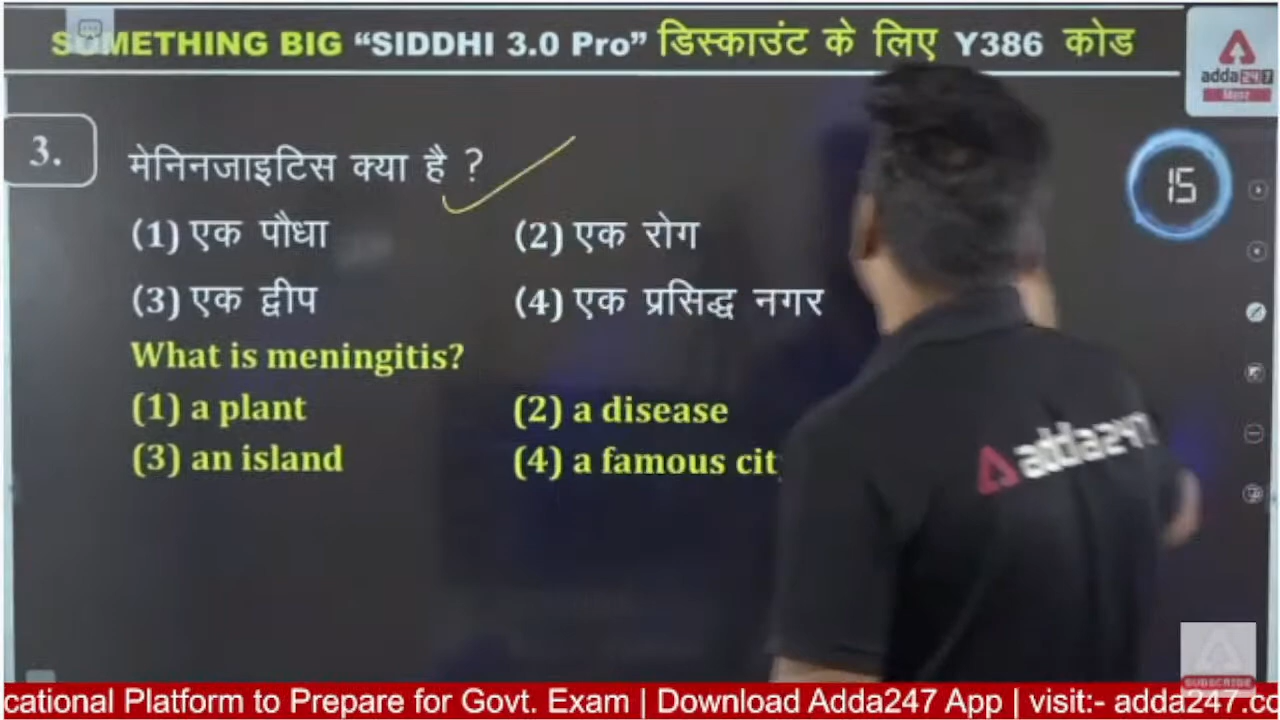 SOMETHING BIG “SIDDHI 3.0 Pro” डिस्काउंट के लिए Y386 कोड
adda247
बिहार
3.
मेनिनजाइटिस क्या है ?
15
(1) एक पौधा (2) एक रोग
(3) एक द्वीप (4) एक प्रसिद्ध नगर
What is meningitis?
(1) a plant (2) a disease
(3) an island (4) a famous cit
adda247
SUBSCRIBE
cational Platform to Prepare for Govt. Exam | Download Adda247 App | visit:- adda247.co